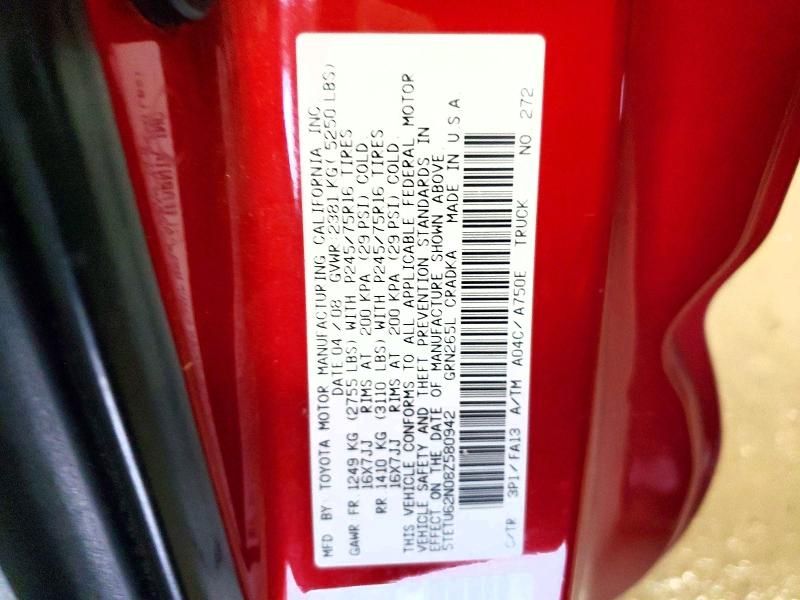 MFD BY: TOYOTA MOTOR MANUFACTURING CALIFORNIA INC
DATE 04 / 08 GVWR 2381 KG( 5250 LBS)
GAWR FR 1249 KG (2755 LBS) WITH P245/75R16 TIRES
16X7JJ RIMS AT 200 KPA (29 PSI) COLD.
RR 1410 KG (3110 LBS) WITH P245/75R16 TIRES
16X7JJ RIMS AT 200 KPA (29 PSI) COLD.
THIS VEHICLE CONFORMS TO ALL APPLICABLE FEDERAL MOTOR
VEHICLE SAFETY AND THEFT PREVENTION STANDARDS IN
EFFECT ON THE DATE OF MANUFACTURE SHOWN ABOVE
5TETU62N08Z580942 GRN265L CRADKA MADE IN U S A
C/TR 3P1/FA13 A/TM A04C/A750E TRUCK NO 272